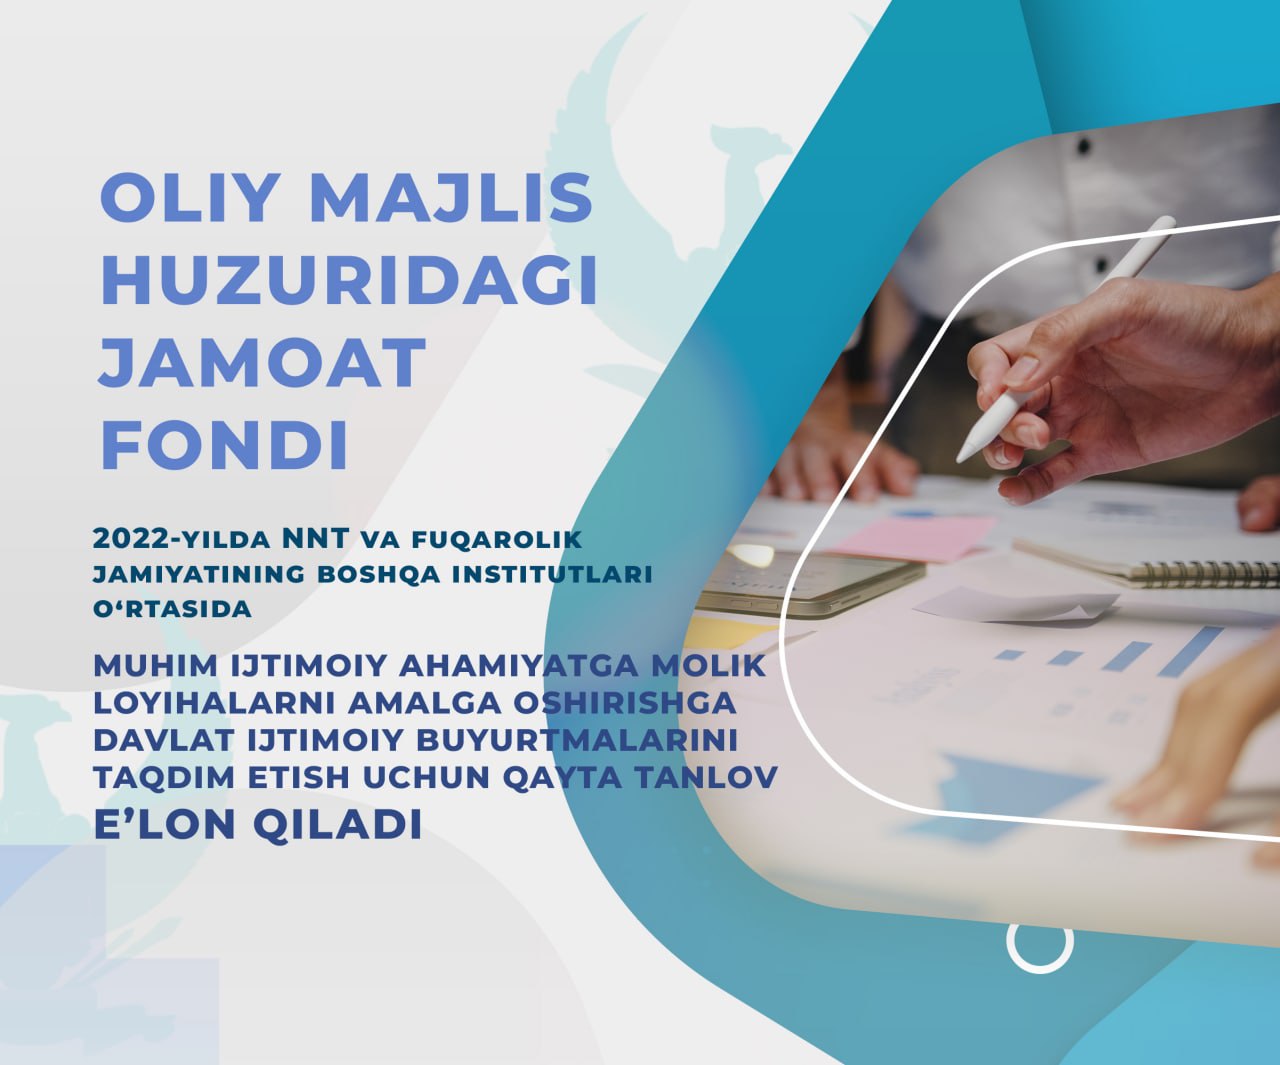 OLIY MAJLIS
HUZURIDAGI
JAMOAT
FONDI
2022-YILDA NNT VA FUQAROLIK
JAMIYATINING BOSHQA INSTITUTLARI
O‘RTASIDA
MUHIM IJTIMOIY AHAMIYATGA MOLIK
LOYIHALARNI AMALGA OSHIRISHGA
DAVLAT IJTIMOIY BUYURTMALARINI
TAQDIM ETISH UCHUN QAYTA TANLOV
E’LON QILADI